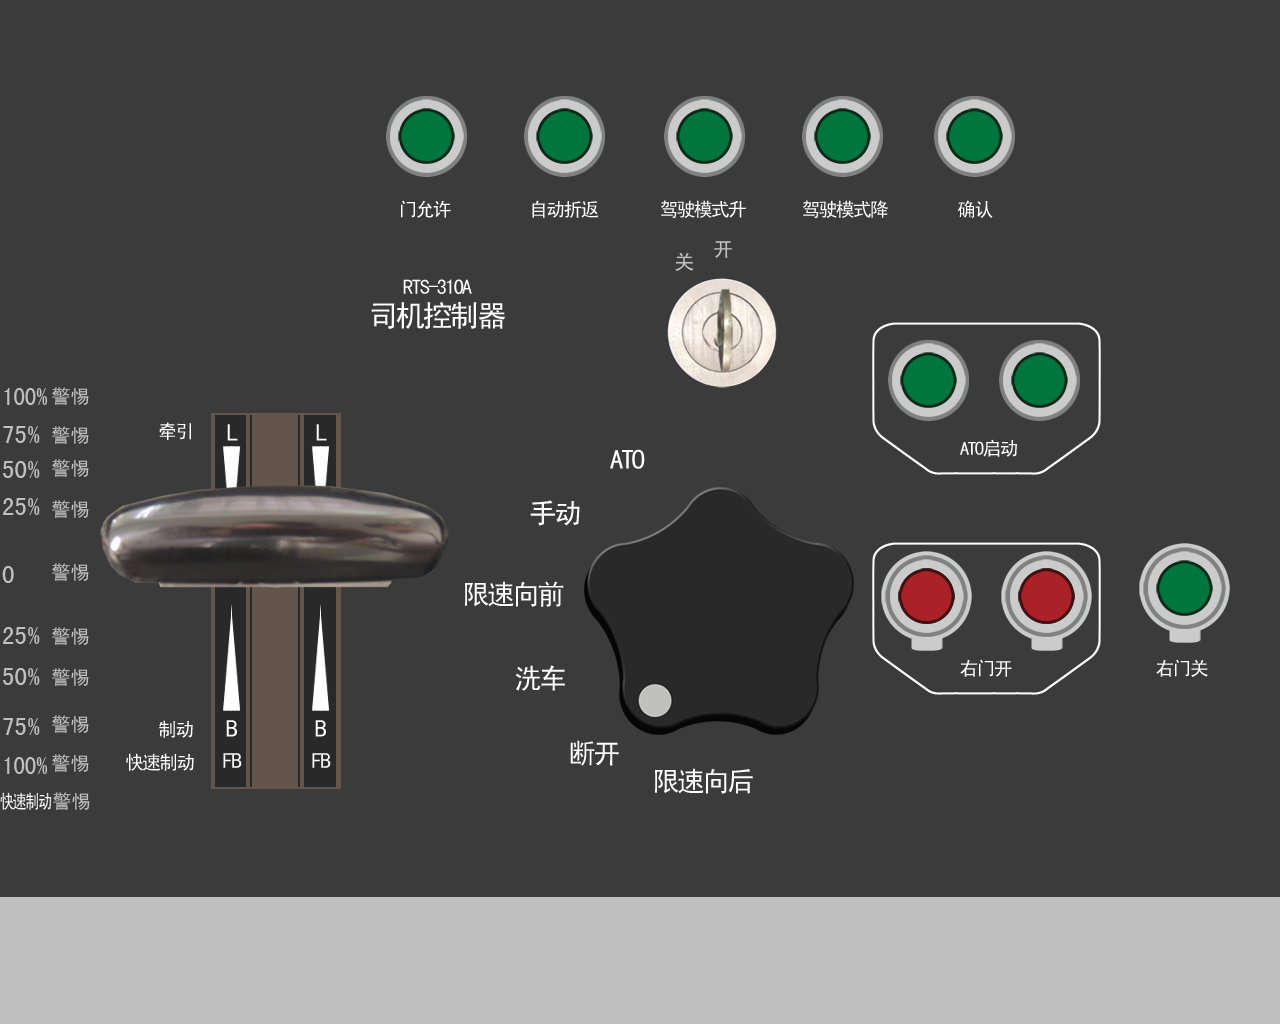 门允许 自动折返 驾驶模式升 驾驶模式降 确认
关 开
RTS-310A
司机控制器
100% 警惕
75% 警惕
50% 警惕
25% 警惕
0 警惕
25% 警惕
50% 警惕
75% 警惕
100% 警惕
快速制动 警惕
牵引 L L
制动 B B
快速制动 FB FB
ATO
手动
限速向前
洗车
断开
限速向后
ATO启动
右门开
右门关